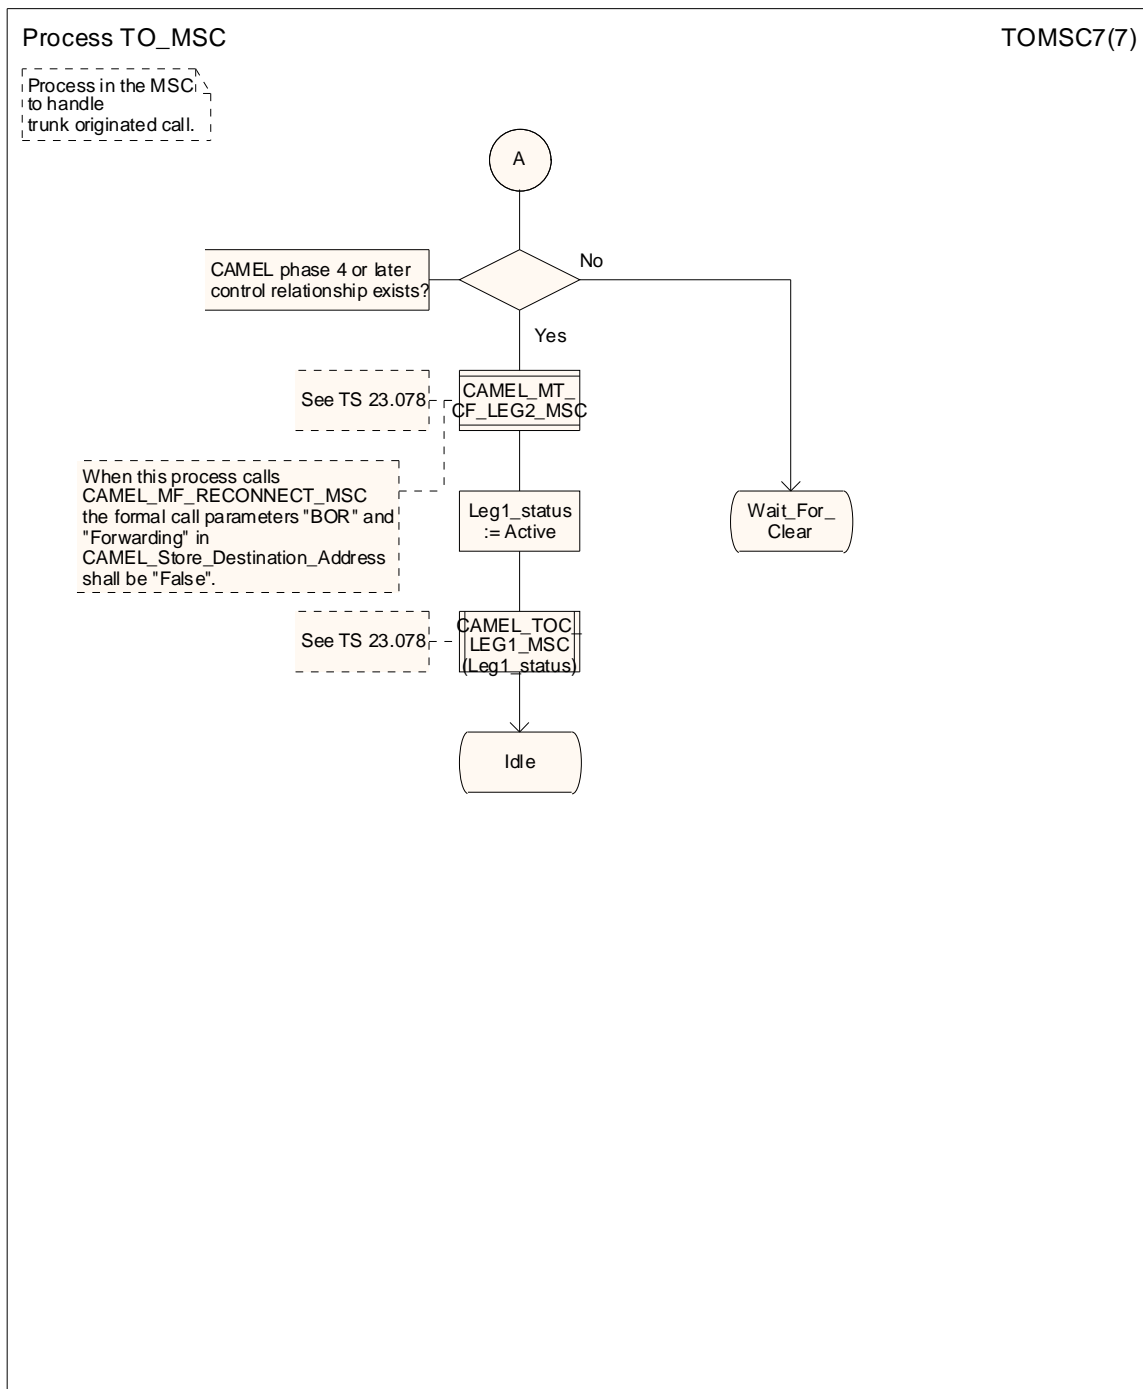 Process TO_MSC
TOMSC7(7)
Process in the MSC
to handle
trunk originated call.
A
CAMEL phase 4 or later
control relationship exists?
No
Yes
See TS 23.078
CAMEL_MT_
CF_LEG2_MSC
When this process calls
CAMEL_MF_RECONNECT_MSC
the formal call parameters "BOR" and
"Forwarding" in
CAMEL_Store_Destination_Address
shall be "False".
Leg1_status
:= Active
Wait_For_
Clear
See TS 23.078
CAMEL_TOC_
LEG1_MSC
(Leg1_status)
Idle